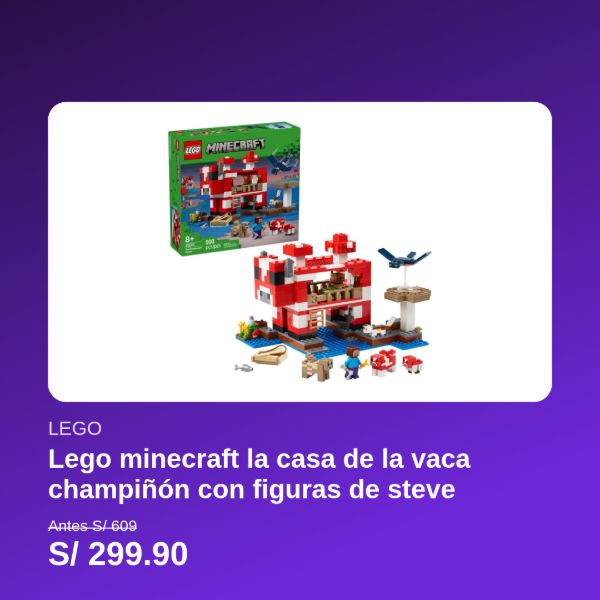 LEGO MINECRAFT
8+
LEGO
Lego minecraft la casa de la vaca
champiñón con figuras de steve
Antes S/ 609
S/ 299.90